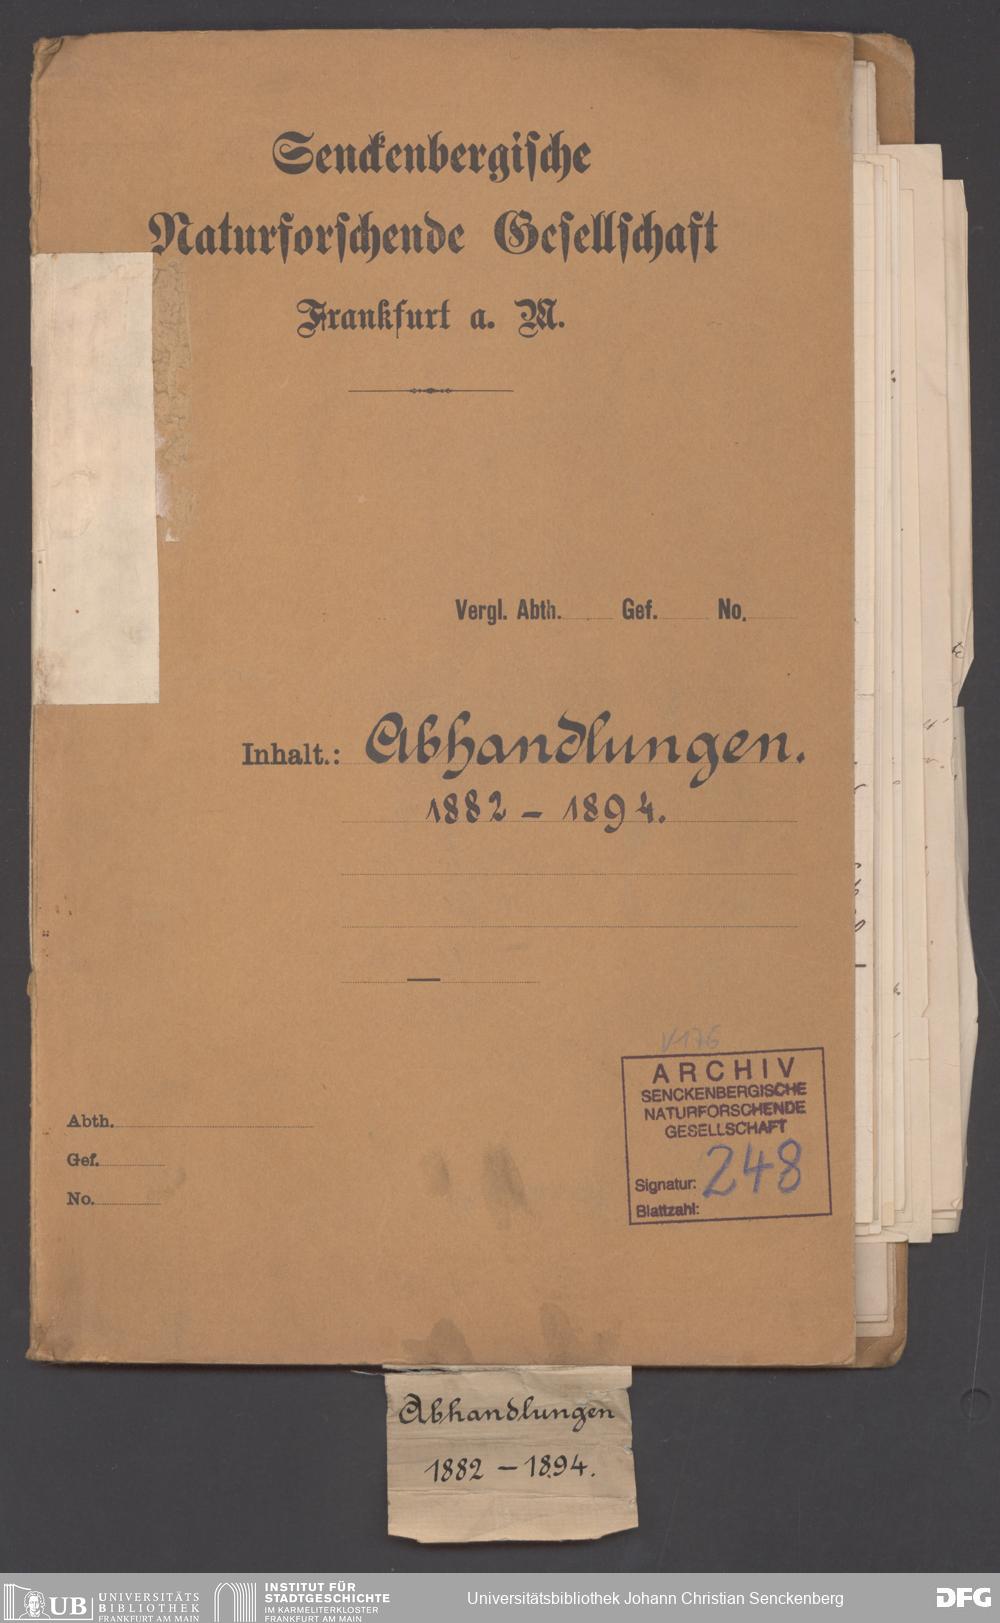 Senckenbergische
Naturforschende Gesellschaft
Frankfurt a. M.
Vergl. Abth. Gef. No.
Inhalt.: Abhandlungen.
1882 – 1894.
V176
ARCHIV
SENCKENBERGISCHE
NATURFORSCHENDE
GESELLSCHAFT
Signatur: 248
Blattzahl:
Abth.
Gef.
No.
Abhandlungen
1882 – 1894.
UB UNIVERSITÄTS
BIBLIOTHEK
FRANKFURT AM MAIN
INSTITUT FÜR
STADTGESCHICHTE
IM KARMELITERKLOSTER
FRANKFURT AM MAIN
Universitätsbibliothek Johann Christian Senckenberg
DFG